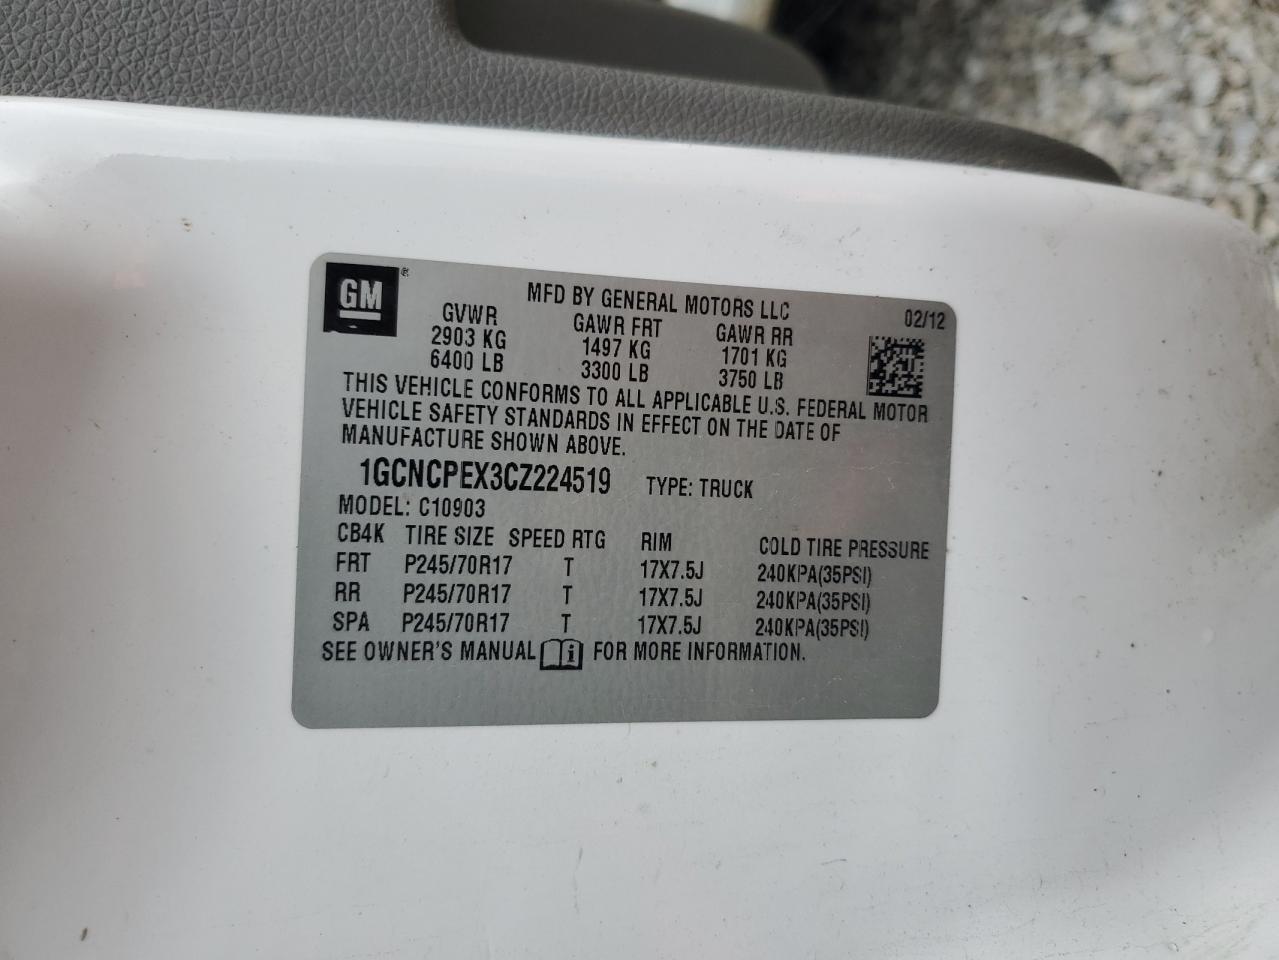 GM ®
MFD BY GENERAL MOTORS LLC
02/12
GVWR GAWR FRT GAWR RR
2903 KG 1497 KG 1701 KG
6400 LB 3300 LB 3750 LB
THIS VEHICLE CONFORMS TO ALL APPLICABLE U.S. FEDERAL MOTOR
VEHICLE SAFETY STANDARDS IN EFFECT ON THE DATE OF
MANUFACTURE SHOWN ABOVE.
1GCNCPEX3CZ224519 TYPE: TRUCK
MODEL: C10903
CB4K TIRE SIZE SPEED RTG RIM COLD TIRE PRESSURE
FRT P245/70R17 T 17X7.5J 240KPA(35PSI)
RR P245/70R17 T 17X7.5J 240KPA(35PSI)
SPA P245/70R17 T 17X7.5J 240KPA(35PSI)
SEE OWNER'S MANUAL i FOR MORE INFORMATION.